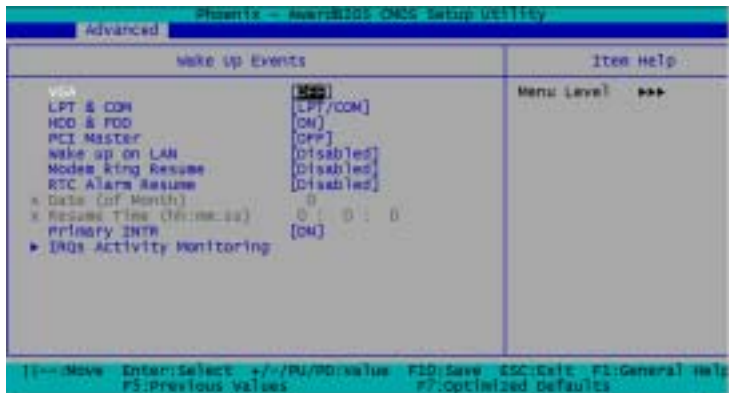 Phoenix - AwardBIOS CMOS Setup Utility
Advanced
Wake Up Events
Item Help
VGA [OFF]
Menu Level ▶▶▶
LPT & COM [LPT/COM]
HDD & FDD [ON]
PCI Master [OFF]
Wake up on LAN [Disabled]
Modem Ring Resume [Disabled]
RTC Alarm Resume [Disabled]
x Date (of Month) 0
x Resume Time (hh:mm:ss) 0 : 0 : 0
Primary INTR [ON]
▶ IRQs Activity Monitoring
:Move Enter:Select +/-/PU/PD:Value F10:Save ESC:Exit F1:General Help
F5:Previous Values F7:Optimized Defaults